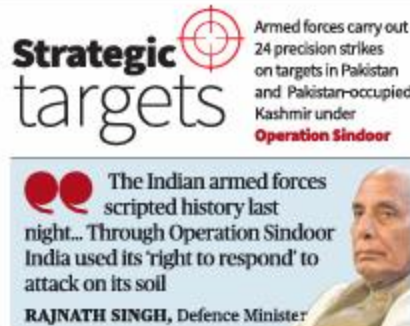 Strategic
targets
Armed forces carry out
24 precision strikes
on targets in Pakistan
and Pakistan-occupied
Kashmir under
Operation Sindoor
The Indian armed forces
scripted history last
night... Through Operation Sindoor
India used its 'right to respond' to
attack on its soil
RAJNATH SINGH, Defence Minister